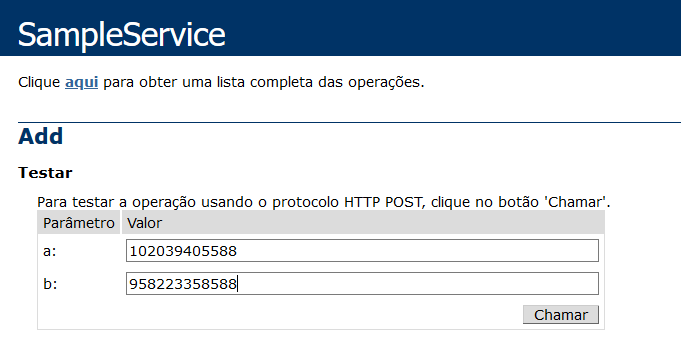 SampleService
Clique aqui para obter uma lista completa das operações.
Add
Testar
Para testar a operação usando o protocolo HTTP POST, clique no botão 'Chamar'.
Parâmetro Valor
a: 102039405588
b: 958223358588
Chamar